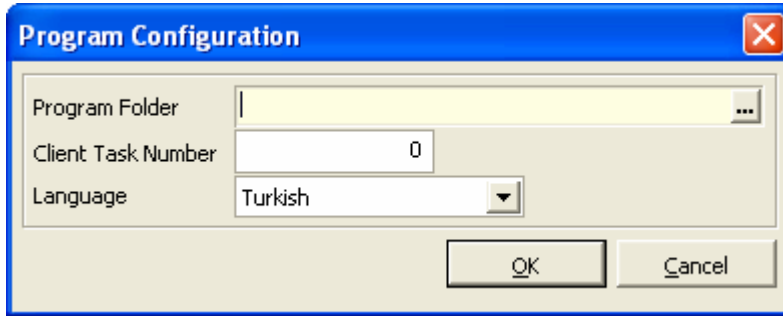 Program Configuration
Program Folder ...
Client Task Number 0
Language Turkish
OK Cancel